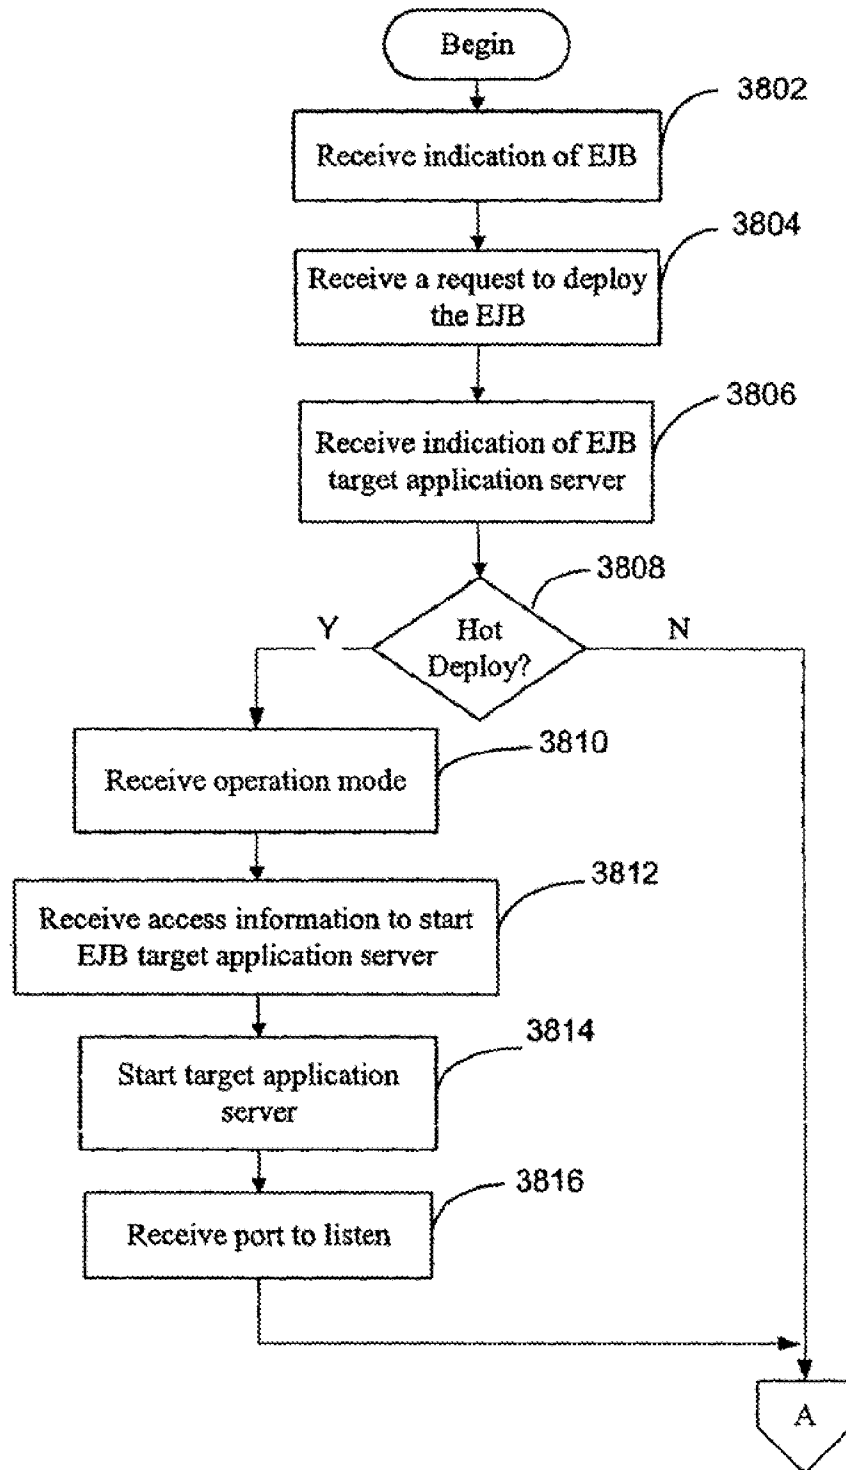 Begin
3802
Receive indication of EJB
3804
Receive a request to deploy
the EJB
3806
Receive indication of EJB
target application server
3808
Hot
Deploy?
Y
N
3810
Receive operation mode
3812
Receive access information to start
EJB target application server
3814
Start target application
server
3816
Receive port to listen
A